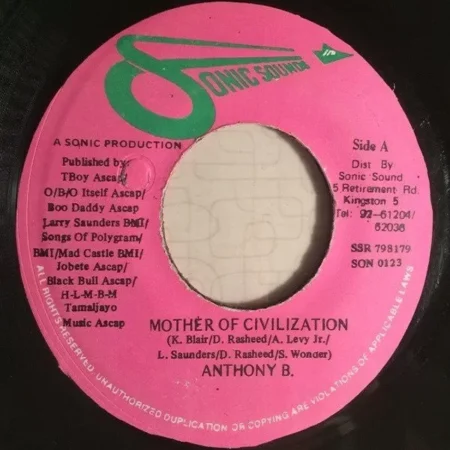 SONIC SOUNDS
A SONIC PRODUCTION
Published by:
TBoy Ascap/
O/B/O Itself Ascap/
Boo Daddy Ascap
Larry Saunders BMI/
Songs Of Polygram/
BMI/Mad Castle BMI/
Jobete Ascap/
Black Bull Ascap/
H-L-M-B-M
Tamaljayo
Music Ascap
Side A
Dist By
Sonic Sound
5 Retirement Rd.
Kingston 5
Tel: 92-61204/
62036
SSR 798179
SON 0123
MOTHER OF CIVILIZATION
(K. Blair/D. Rasheed/A. Levy Jr./
L. Saunders/D. Rasheed/S. Wonder)
ANTHONY B.
ALL RIGHTS RESERVED. UNAUTHORIZED DUPLICATION OR COPYING ARE VIOLATIONS OF APPLICABLE LAWS